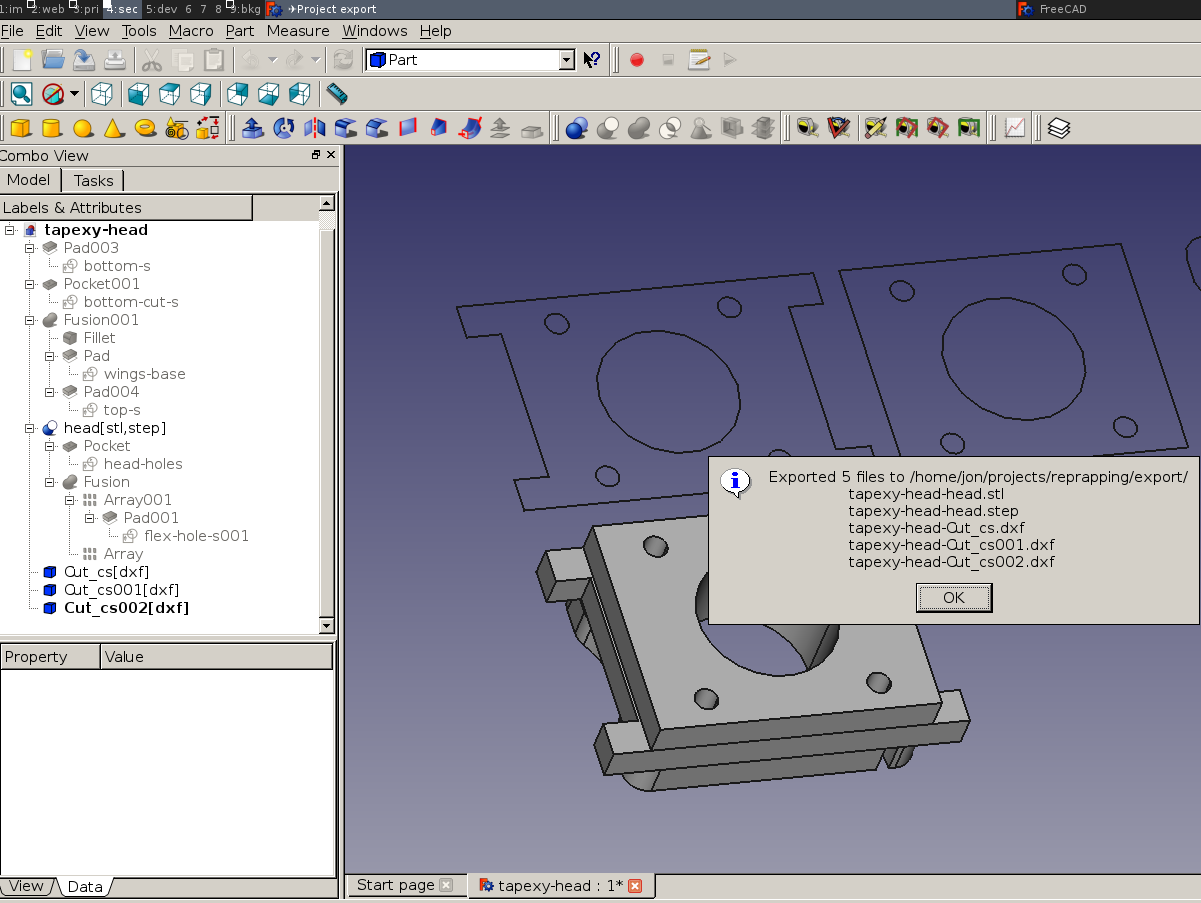 1:im 2:web 3:pri 4:sec 5:dev 6 7 8 9:bkg ✈Project export FreeCAD
File Edit View Tools Macro Part Measure Windows Help
Part
Combo View
Model Tasks
Labels & Attributes
tapexy-head
Pad003
bottom-s
Pocket001
bottom-cut-s
Fusion001
Fillet
Pad
wings-base
Pad004
top-s
head[stl,step]
Pocket
head-holes
Fusion
Array001
Pad001
flex-hole-s001
Array
Cut_cs[dxf]
Cut_cs001[dxf]
Cut_cs002[dxf]
Property Value
View Data
Exported 5 files to /home/jon/projects/reprapping/export/
tapexy-head-head.stl
tapexy-head-head.step
tapexy-head-Cut_cs.dxf
tapexy-head-Cut_cs001.dxf
tapexy-head-Cut_cs002.dxf
OK
Start page tapexy-head : 1*